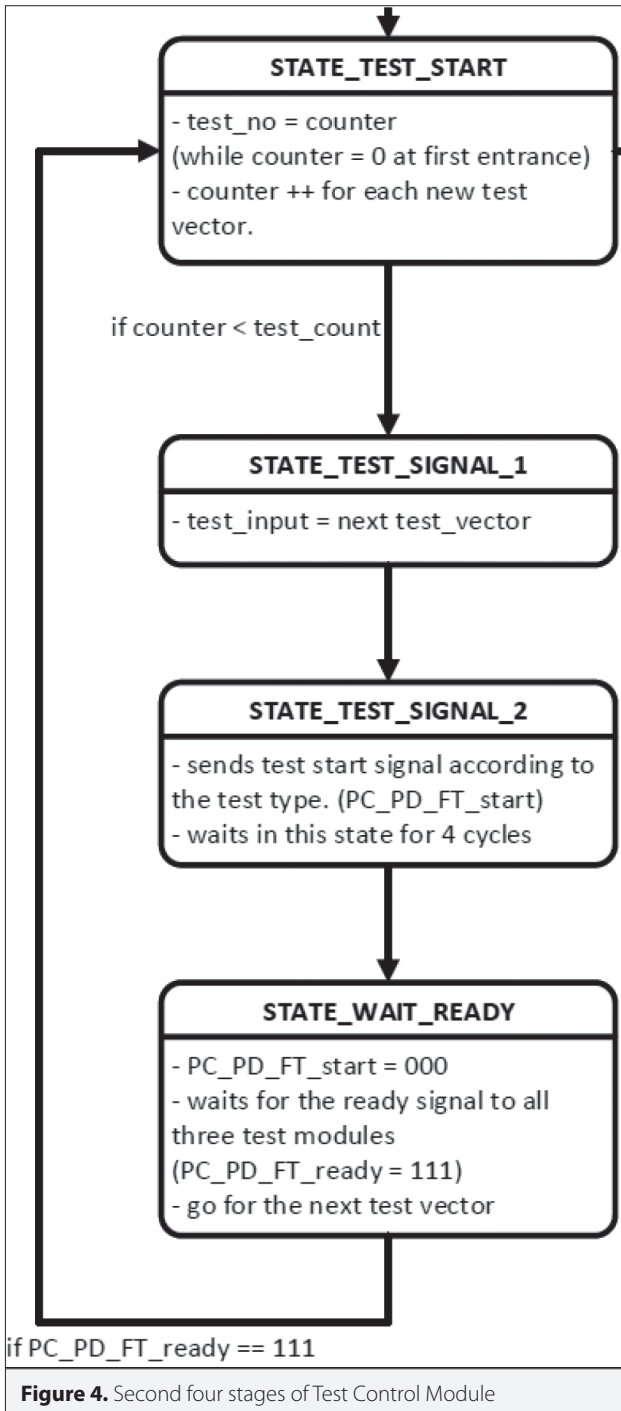 STATE_TEST_START
- test_no = counter
(while counter = 0 at first entrance)
- counter ++ for each new test
vector.
if counter < test_count
STATE_TEST_SIGNAL_1
- test_input = next test_vector
STATE_TEST_SIGNAL_2
- sends test start signal according to
the test type. (PC_PD_FT_start)
- waits in this state for 4 cycles
STATE_WAIT_READY
- PC_PD_FT_start = 000
- waits for the ready signal to all
three test modules
(PC_PD_FT_ready = 111)
- go for the next test vector
if PC_PD_FT_ready == 111
Figure 4. Second four stages of Test Control Module